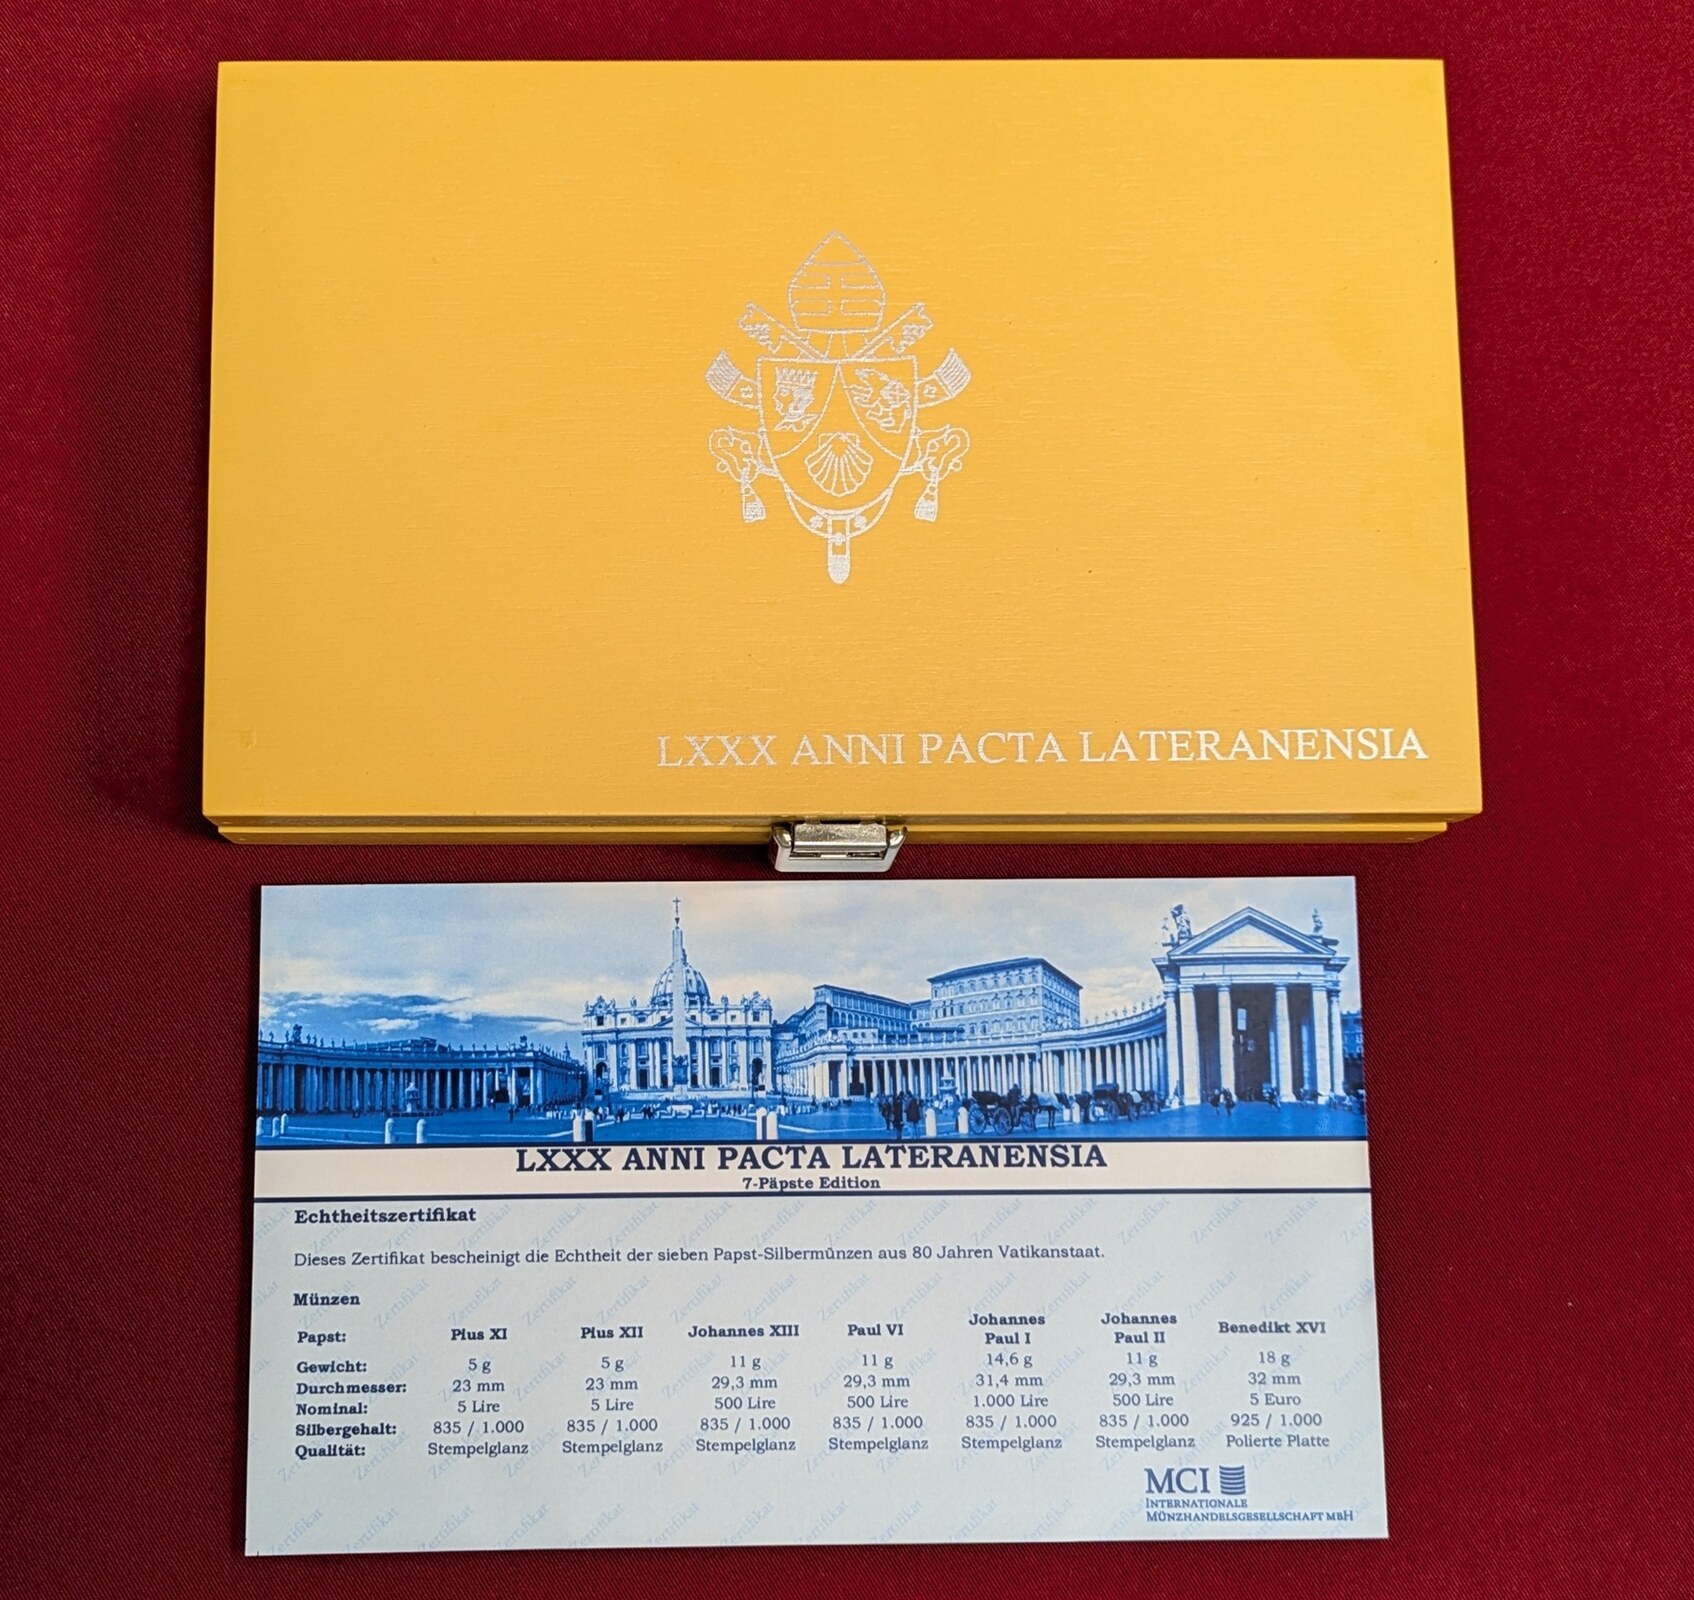 LXXX ANNI PACTA LATERANENSIA
LXXX ANNI PACTA LATERANENSIA
7-Päpste Edition
Echtheitszertifikat
Dieses Zertifikat bescheinigt die Echtheit der sieben Papst-Silbermünzen aus 80 Jahren Vatikanstaat.
Münzen
Papst: Pius XI Pius XII Johannes XIII Paul VI Johannes Paul I Johannes Paul II Benedikt XVI
Gewicht: 5 g 5 g 11 g 11 g 14,6 g 11 g 18 g
Durchmesser: 23 mm 23 mm 29,3 mm 29,3 mm 31,4 mm 29,3 mm 32 mm
Nominal: 5 Lire 5 Lire 500 Lire 500 Lire 1.000 Lire 500 Lire 5 Euro
Silbergehalt: 835 / 1.000 835 / 1.000 835 / 1.000 835 / 1.000 835 / 1.000 835 / 1.000 925 / 1.000
Qualität: Stempelglanz Stempelglanz Stempelglanz Stempelglanz Stempelglanz Stempelglanz Polierte Platte
MCI
INTERNATIONALE
MÜNZHANDELSGESELLSCHAFT MBH